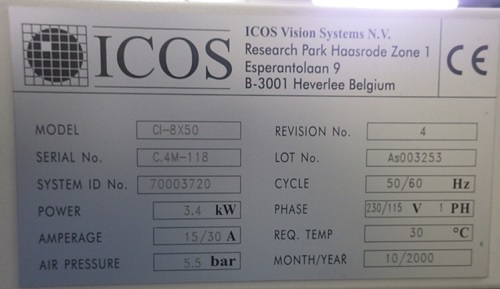 ICOS
ICOS Vision Systems N.V.
Research Park Haasrode Zone 1
Esperantolaan 9
B-3001 Heverlee Belgium
CE
MODEL CI-8X50
SERIAL No. C.4M-118
SYSTEM ID No. 70003720
POWER 3.4 kW
AMPERAGE 15/30 A
AIR PRESSURE 5.5 bar
REVISION No. 4
LOT No. As003253
CYCLE 50/60 Hz
PHASE 230/115 V 1 PH
REQ. TEMP 30 °C
MONTH/YEAR 10/2000